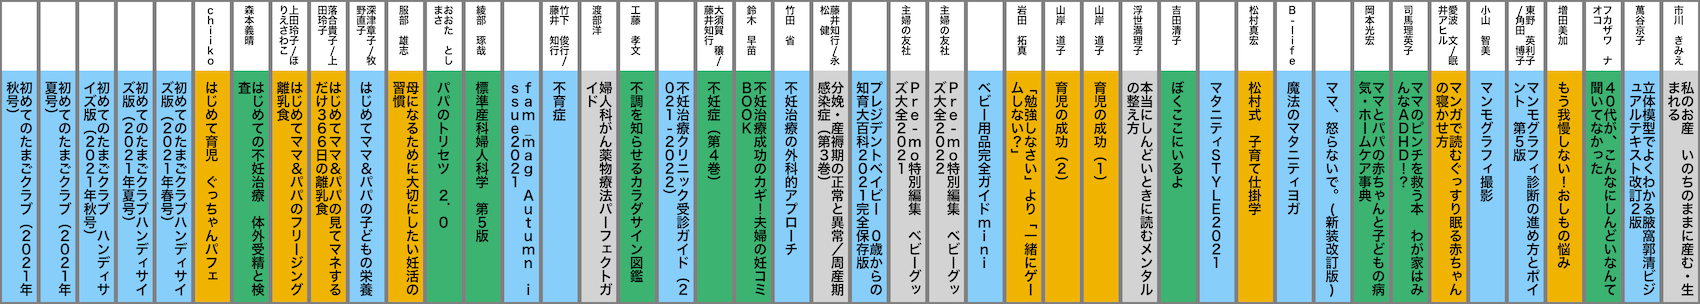 市川　きみえ
私のお産　いのちのままに産む・生
まれる
萬谷京子
立体模型でよくわかる腋窩郭清ビジ
ュアルテキスト改訂２版
フカザワ　ナ
オコ
４０代が、こんなにしんどいなんて
聞いてなかった
増田美加
もう我慢しない！おしもの悩み
東野　英利子
/角田　博子
マンモグラフィ診断の進め方とポイ
ント　第５版
小山　智美
マンモグラフィ撮影
愛波　文/眠
井アヒル
マンガで読むぐっすり眠る赤ちゃん
の寝かせ方
司馬理英子
ママのピンチを救う本　わが家はみ
んなＡＤＨＤ！？
岡本光宏
ママとパパの赤ちゃんと子どもの病
気・ホームケア事典
ママ、怒らないで。（新装改訂版）
Ｂ-ｌｉｆｅ
魔法のマタニティヨガ
松村真宏
松村式　子育て仕掛学
マタニティＳＴＹＬＥ２０２１
吉田清子
ぼくここにいるよ
浮世満理子
本当にしんどいときに読むメンタル
の整え方
山岸　道子
育児の成功（１）
山岸　道子
育児の成功（２）
岩田　拓真
「勉強しなさい」より「一緒にゲー
ムしない？」
ベビー用品完全ガイドｍｉｎｉ
主婦の友社
Ｐｒｅ-ｍｏ特別編集　ベビーグッ
ズ大全２０２２
主婦の友社
Ｐｒｅ-ｍｏ特別編集　ベビーグッ
ズ大全２０２１
プレジデントベイビー　０歳からの
知育大百科２０２１完全保存版
藤井知行/永
松　健
分娩・産褥期の正常と異常／周産期
感染症（第３巻）
竹田　省
不妊治療の外科的アプローチ
鈴木　早苗
不妊治療成功のカギー夫婦の妊コミ
ＢＯＯＫ
大須賀　穣/
藤井知行
不妊症（第４巻）
不妊治療クリニック受診ガイド（２
０２１-２０２２）
工藤　孝文
不調を知らせるカラダサイン図鑑
渡部洋
婦人科がん薬物療法パーフェクトガ
イド
竹下　俊行/
藤井　知行
不育症
ｆａｍ＿ｍａｇ　Ａｕｔｕｍｎ　ｉ
ｓｓｕｅ２０２１
綾部　琢哉
標準産科婦人科学　第５版
おおた　とし
まさ
パパのトリセツ　２．０
服部　雄志
母になるために大切にしたい妊活の
習慣
深津章子/牧
野直子
はじめてママ＆パパの子どもの栄養
落合貴子/上
田玲子
はじめてママ＆パパの見てマネする
だけ３６６日の離乳食
上田玲子/ほ
りえさわこ
はじめてママ＆パパのフリージング
離乳食
森本義晴
はじめての不妊治療　体外受精と検
査
ｃｈｉｉｋｏ
はじめて育児　ぐっちゃんパフェ
初めてのたまごクラブハンディサイ
ズ版（２０２１年春号）
初めてのたまごクラブハンディサイ
ズ版（２０２１年夏号）
初めてのたまごクラブ　ハンディサ
イズ版（２０２１年秋号）
初めてのたまごクラブ（２０２１年
夏号）
初めてのたまごクラブ（２０２１年
秋号）